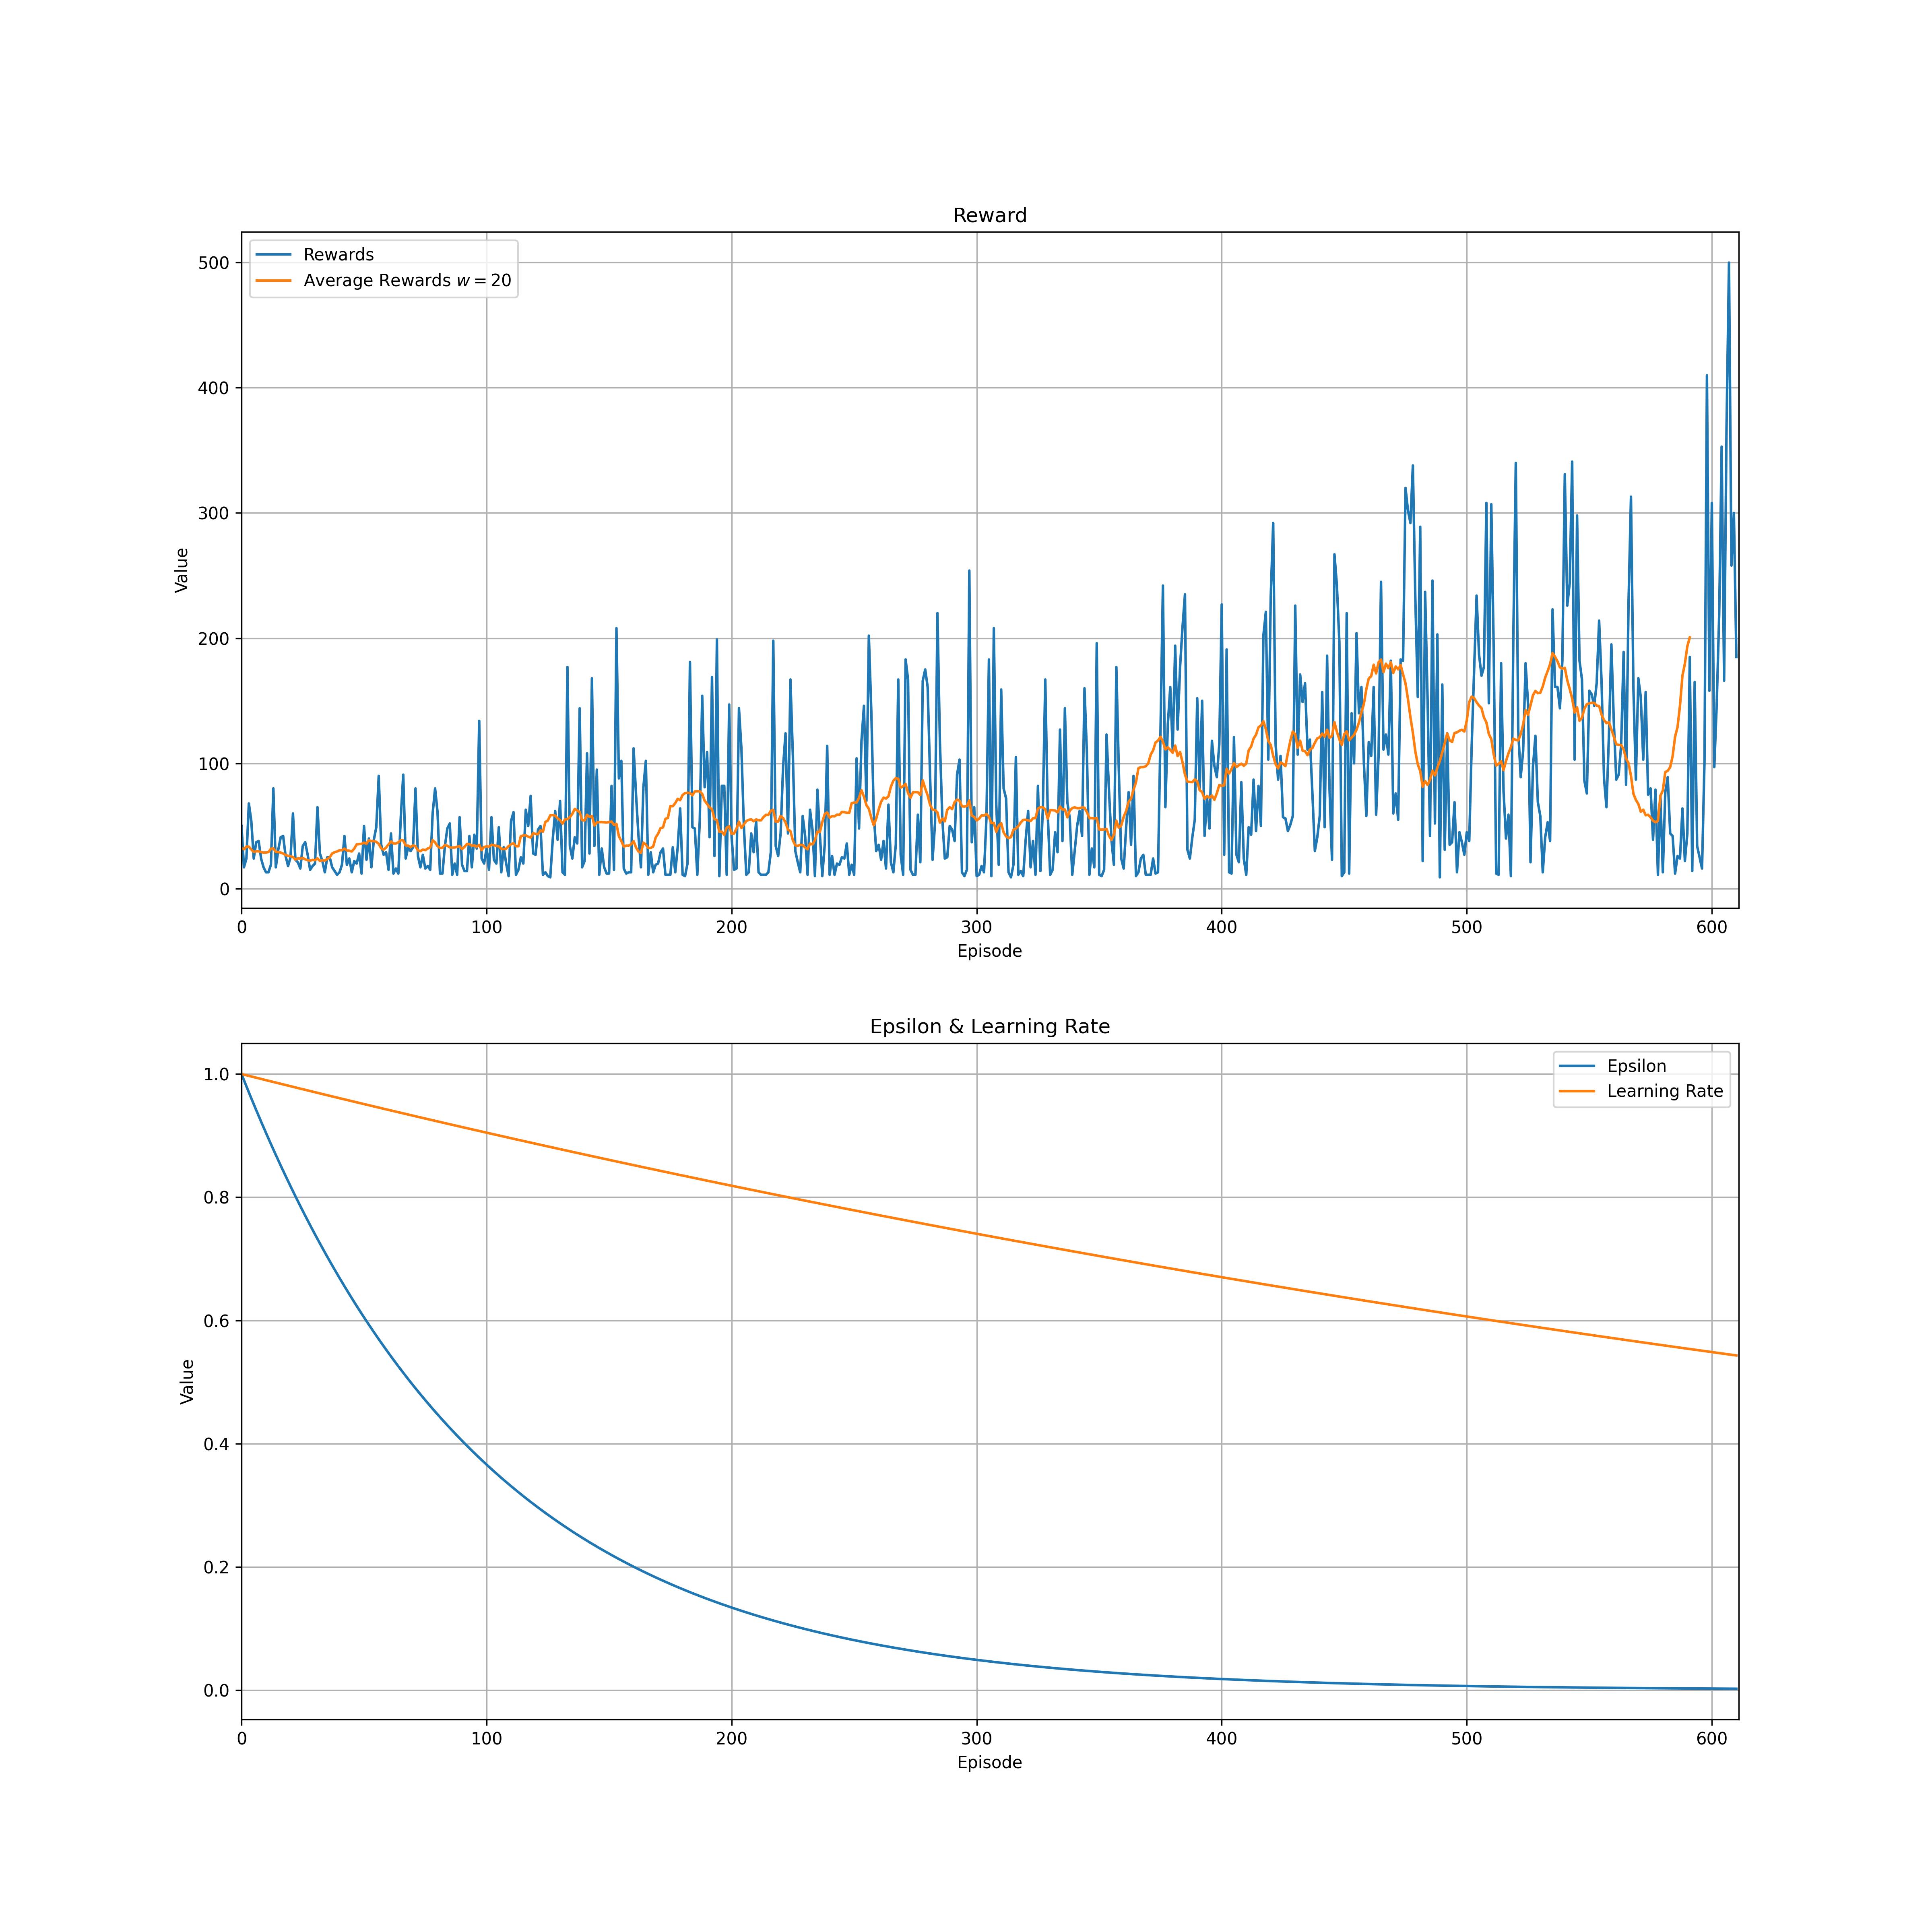 Reward
Rewards
Average Rewards w = 20
Value
500
400
300
200
100
0
0 100 200 300 400 500 600
Episode
Epsilon & Learning Rate
Epsilon
Learning Rate
Value
1.0
0.8
0.6
0.4
0.2
0.0
0 100 200 300 400 500 600
Episode